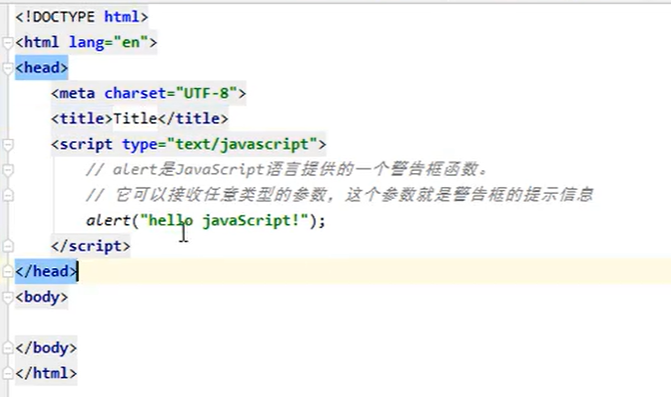 <!DOCTYPE html>
<html lang="en">
<head>
    <meta charset="UTF-8">
    <title>Title</title>
    <script type="text/javascript">
        // alert是JavaScript语言提供的一个警告框函数。
        // 它可以接收任意类型的参数，这个参数就是警告框的提示信息
        alert("hello javaScript!");
    </script>
</head>
<body>

</body>
</html>